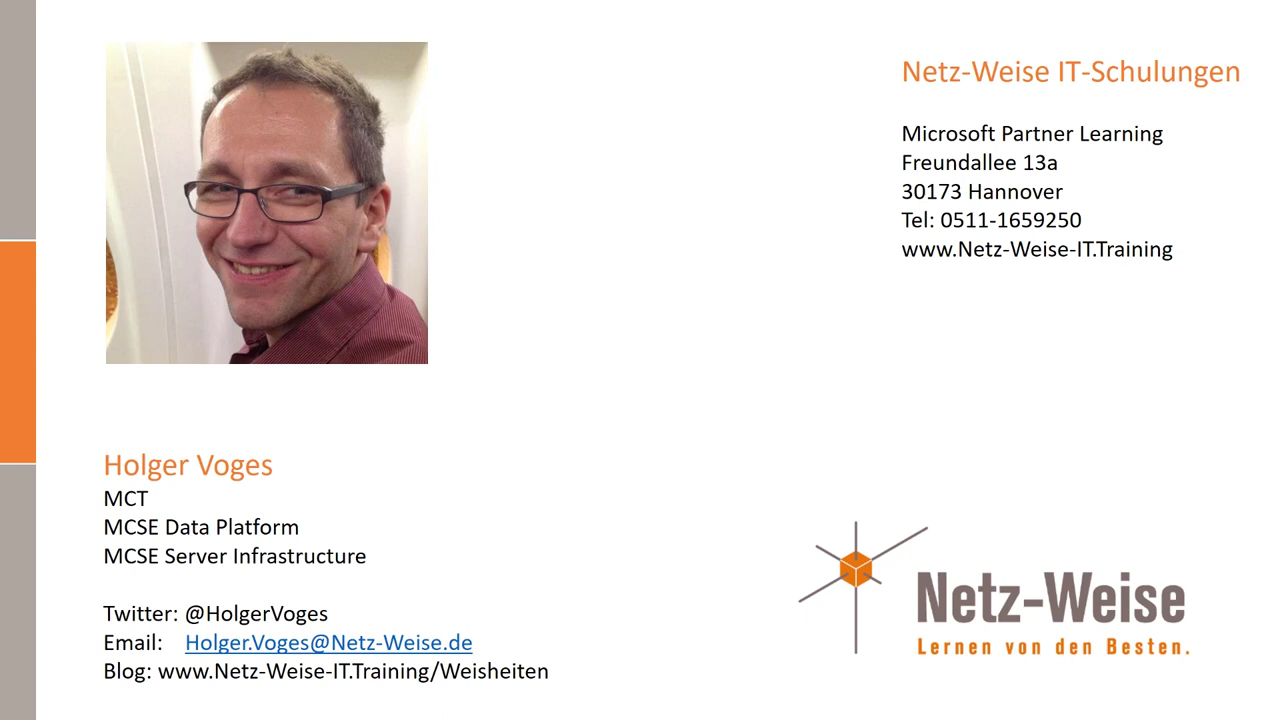 Netz-Weise IT-Schulungen
Microsoft Partner Learning
Freundallee 13a
30173 Hannover
Tel: 0511-1659250
www.Netz-Weise-IT.Training
Holger Voges
MCT
MCSE Data Platform
MCSE Server Infrastructure
Twitter: @HolgerVoges
Email: Holger.Voges@Netz-Weise.de
Blog: www.Netz-Weise-IT.Training/Weisheiten
Netz-Weise
Lernen von den Besten.